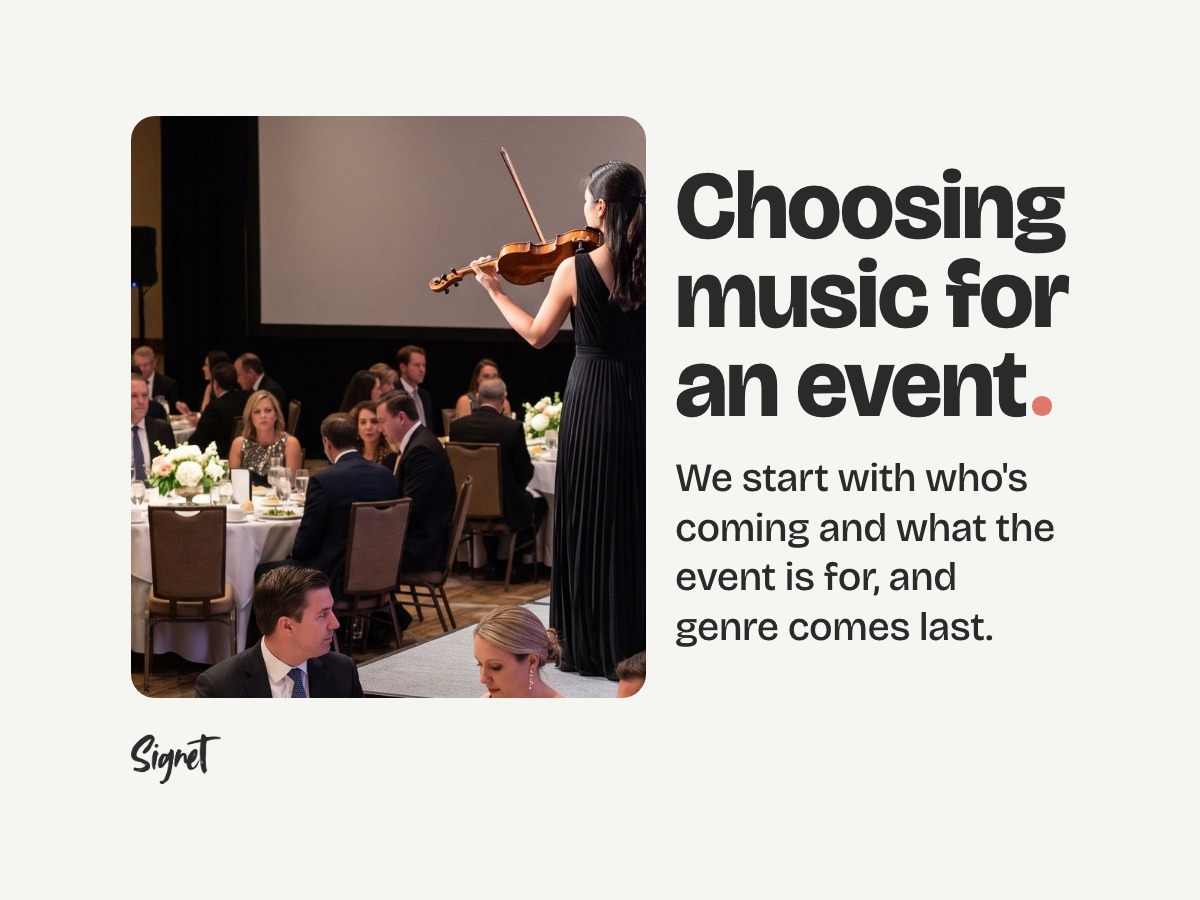 Choosing
music for
an event.
We start with who's
coming and what the
event is for, and
genre comes last.
Signet